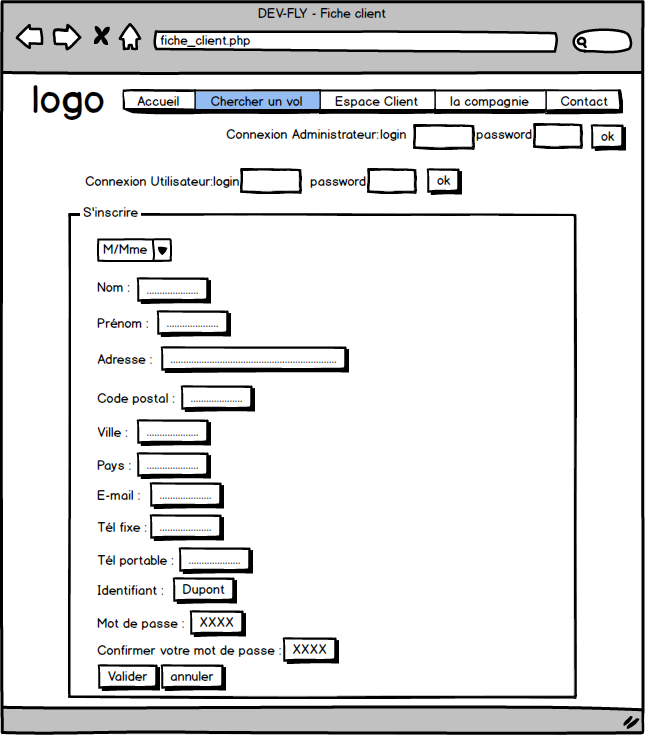 DEV-FLY - Fiche client
fiche_client.php
logo
Accueil Chercher un vol Espace Client la compagnie Contact
Connexion Administrateur:login password ok
Connexion Utilisateur:login password ok
S'inscrire
M/Mme
Nom : ....................
Prénom : ....................
Adresse : ................................................................
Code postal : ....................
Ville : ....................
Pays : ....................
E-mail : ....................
Tél fixe : ....................
Tél portable : ....................
Identifiant : Dupont
Mot de passe : XXXX
Confirmer votre mot de passe : XXXX
Valider annuler